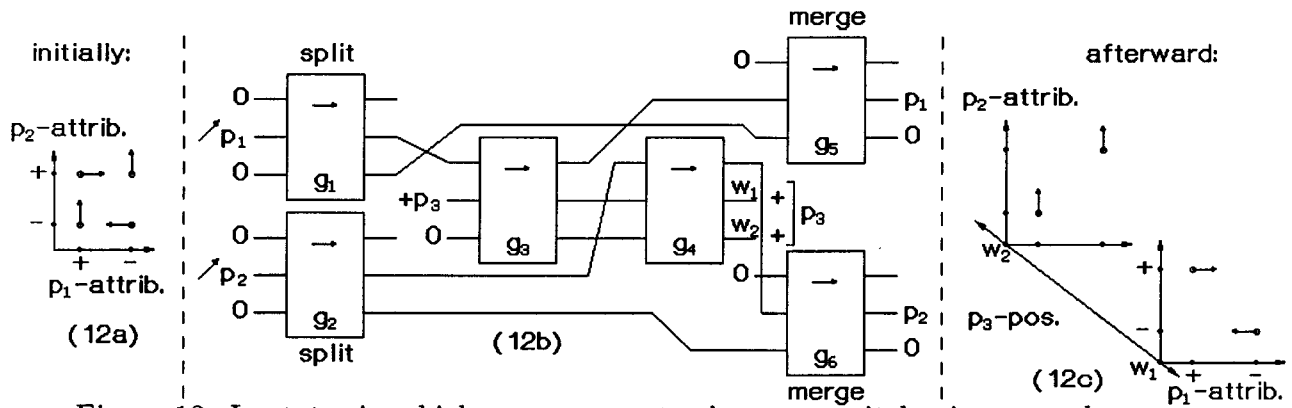 initially:
p₂-attrib.
+
-
+ -
p₁-attrib.
(12a)
split
0
p₁
0
g₁
0
p₂
0
g₂
split
+p₃
0
g₃
(12b)
g₄
w₁ +
w₂ +
p₃
merge
0
p₁
0
g₅
0
p₂
0
g₆
merge
afterward:
p₂-attrib.
w₂
p₃-pos.
+
-
w₁ + -
p₁-attrib.
(12c)